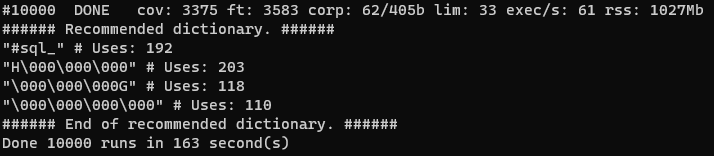 #10000  DONE   cov: 3375 ft: 3583 corp: 62/405b lim: 33 exec/s: 61 rss: 1027Mb
###### Recommended dictionary. ######
"#sql_" # Uses: 192
"H\000\000\000" # Uses: 203
"\000\000\000G" # Uses: 118
"\000\000\000\000" # Uses: 110
###### End of recommended dictionary. ######
Done 10000 runs in 163 second(s)